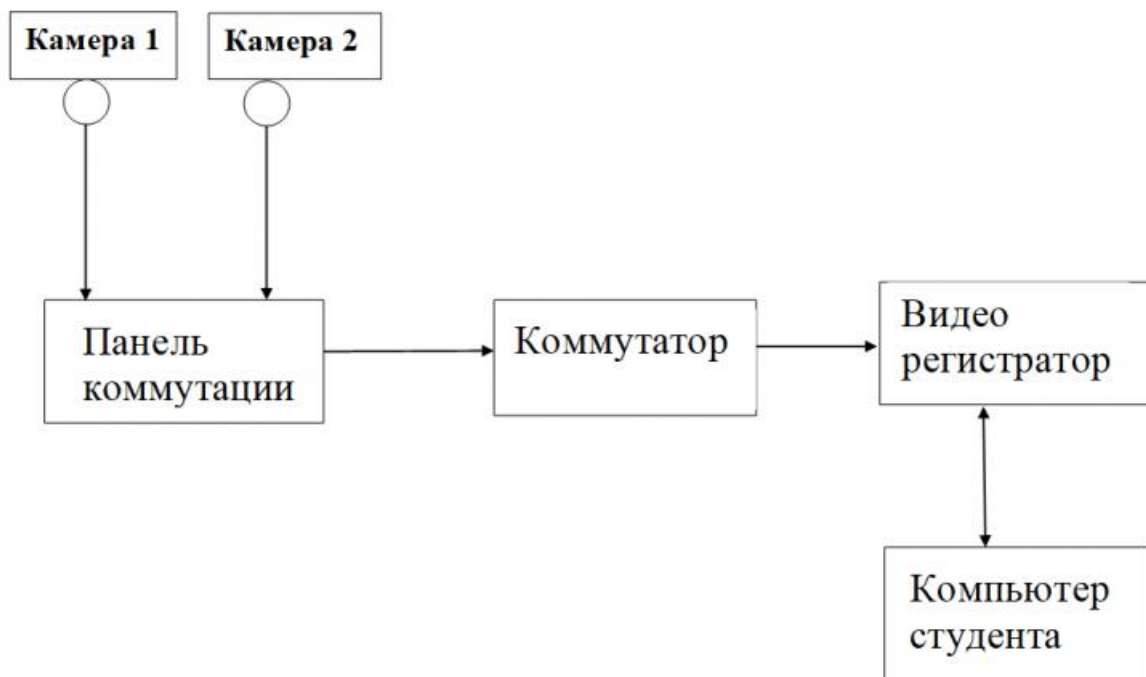 Камера 1
Камера 2
Панель
коммутации
Коммутатор
Видео
регистратор
Компьютер
студента